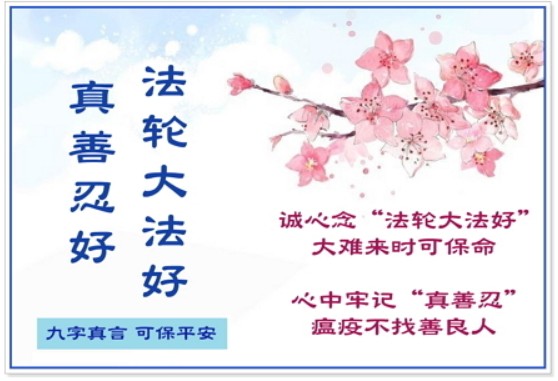 法轮大法好
真善忍好
九字真言 可保平安
诚心念“法轮大法好”
大难来时可保命
心中牢记“真善忍”
瘟疫不找善良人